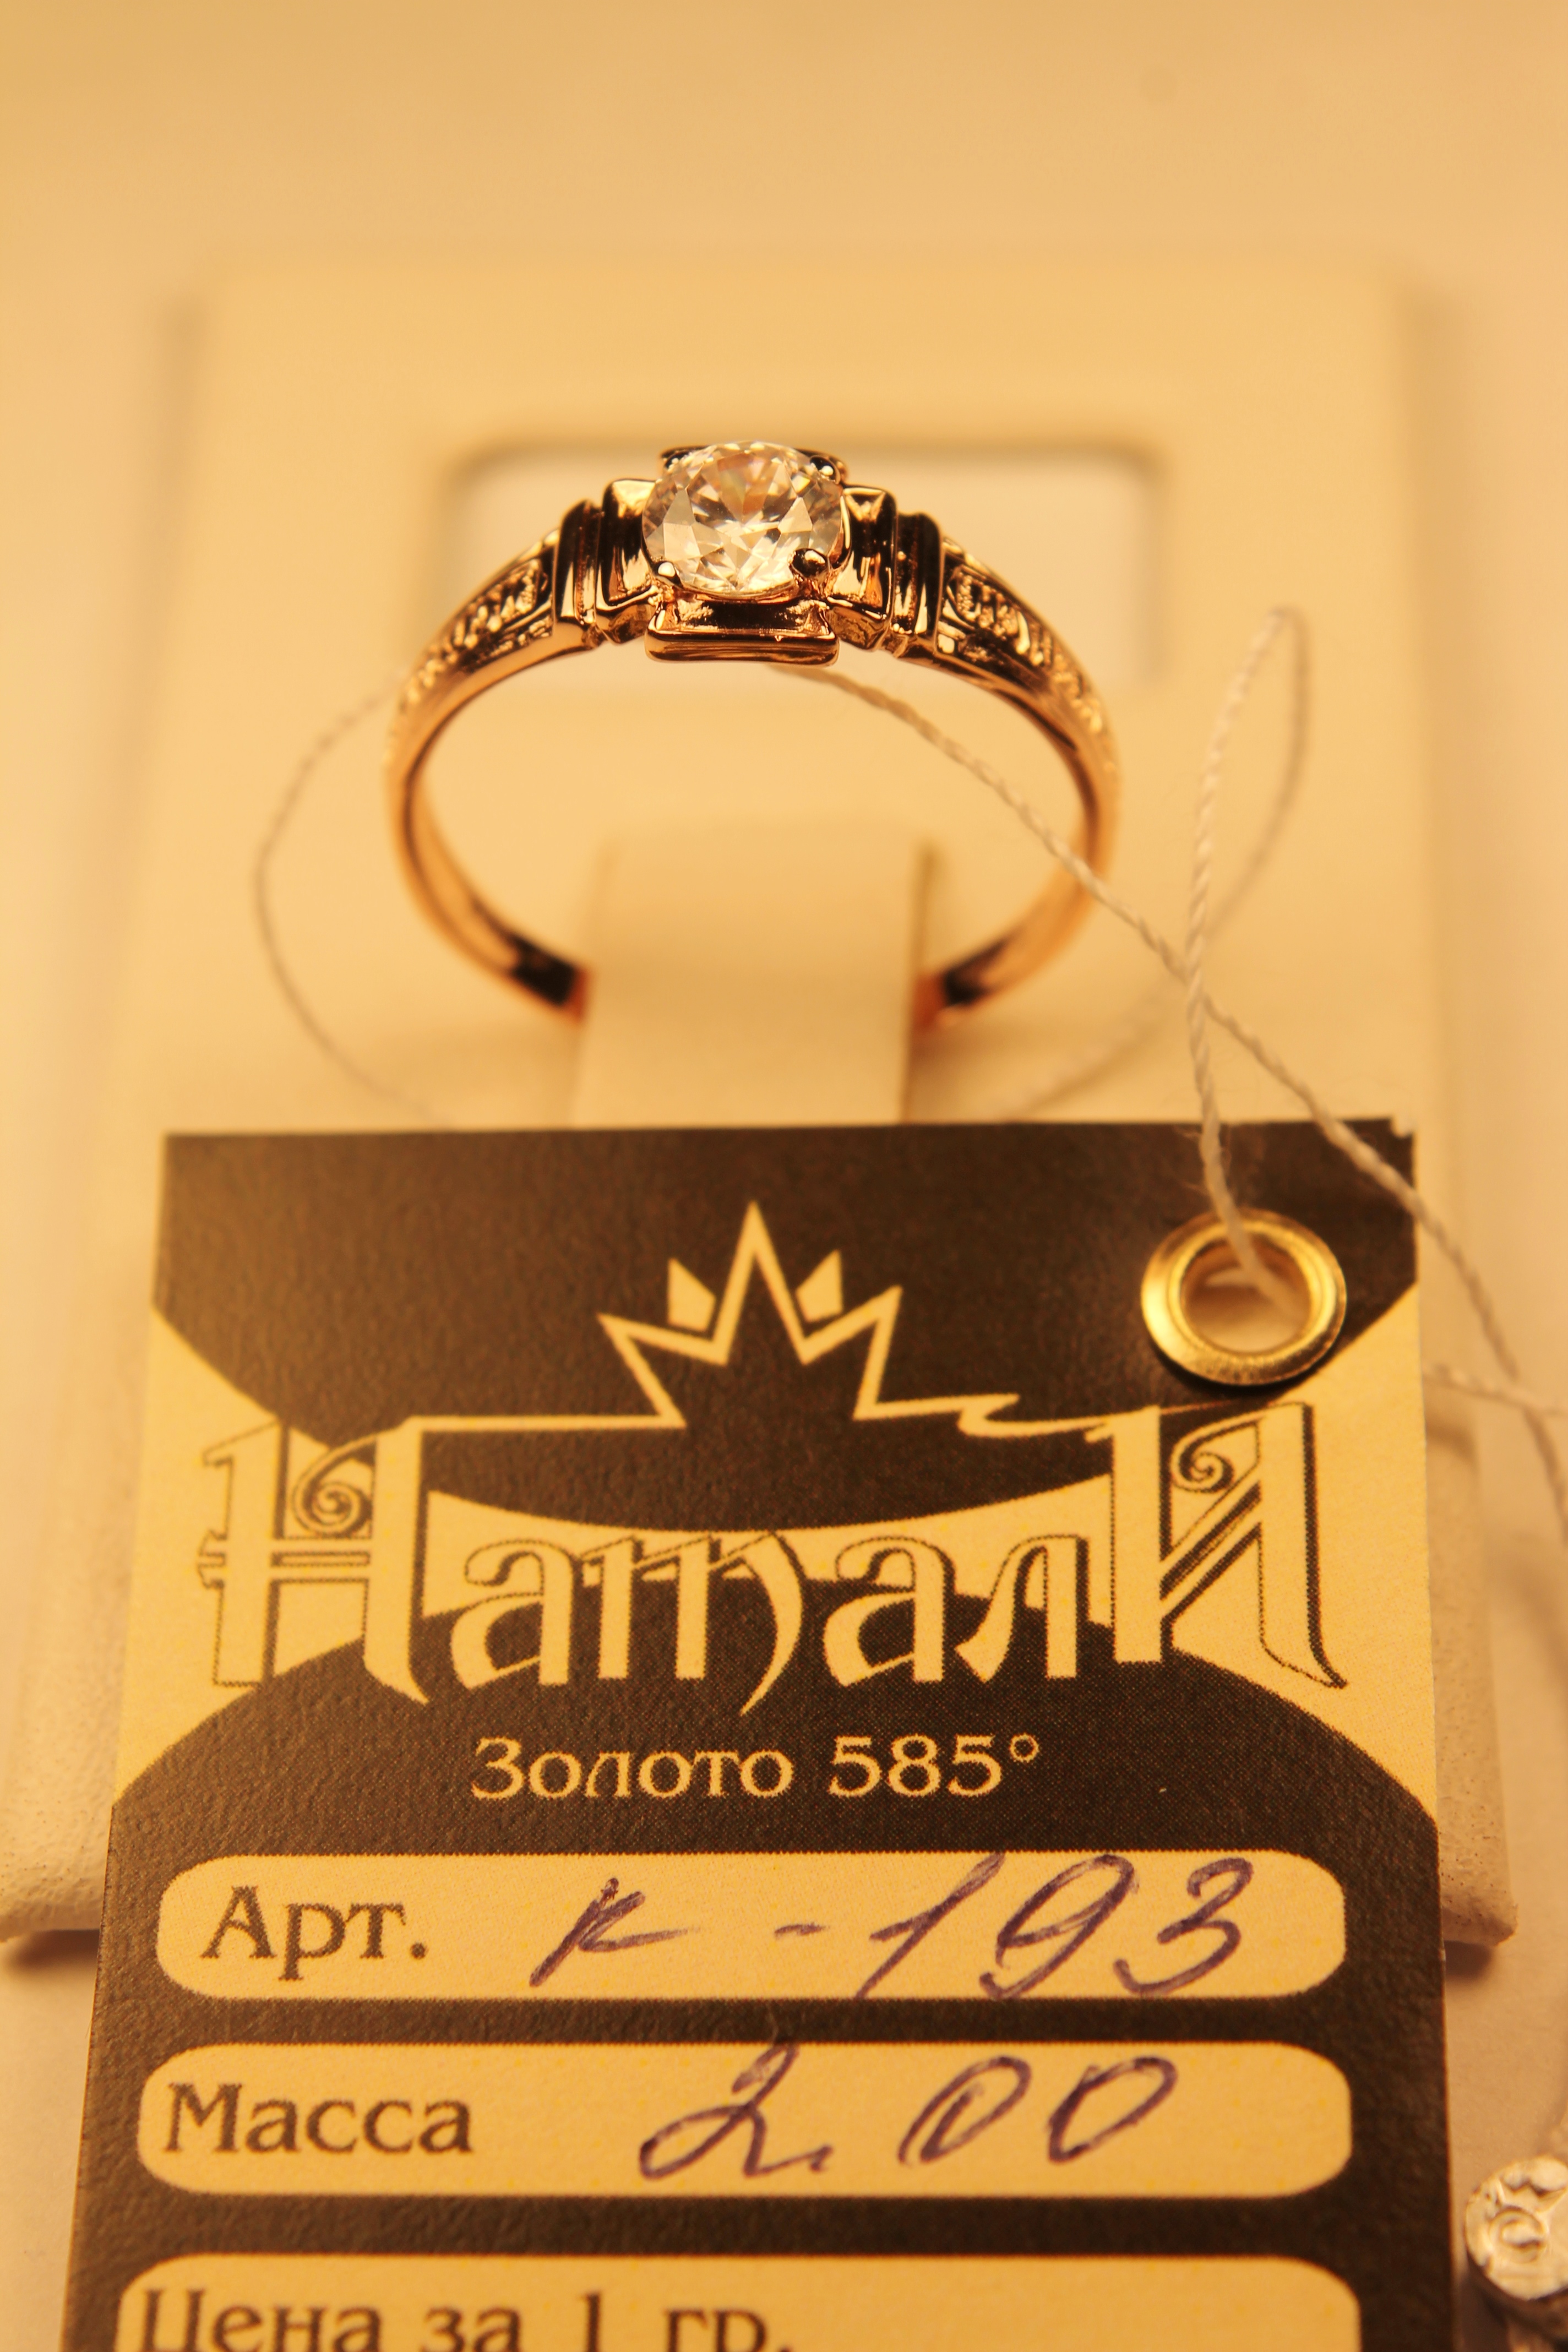 НаталИ
Золото 585°
Арт. к-193
Масса 2.00
Цена за 1 гр.